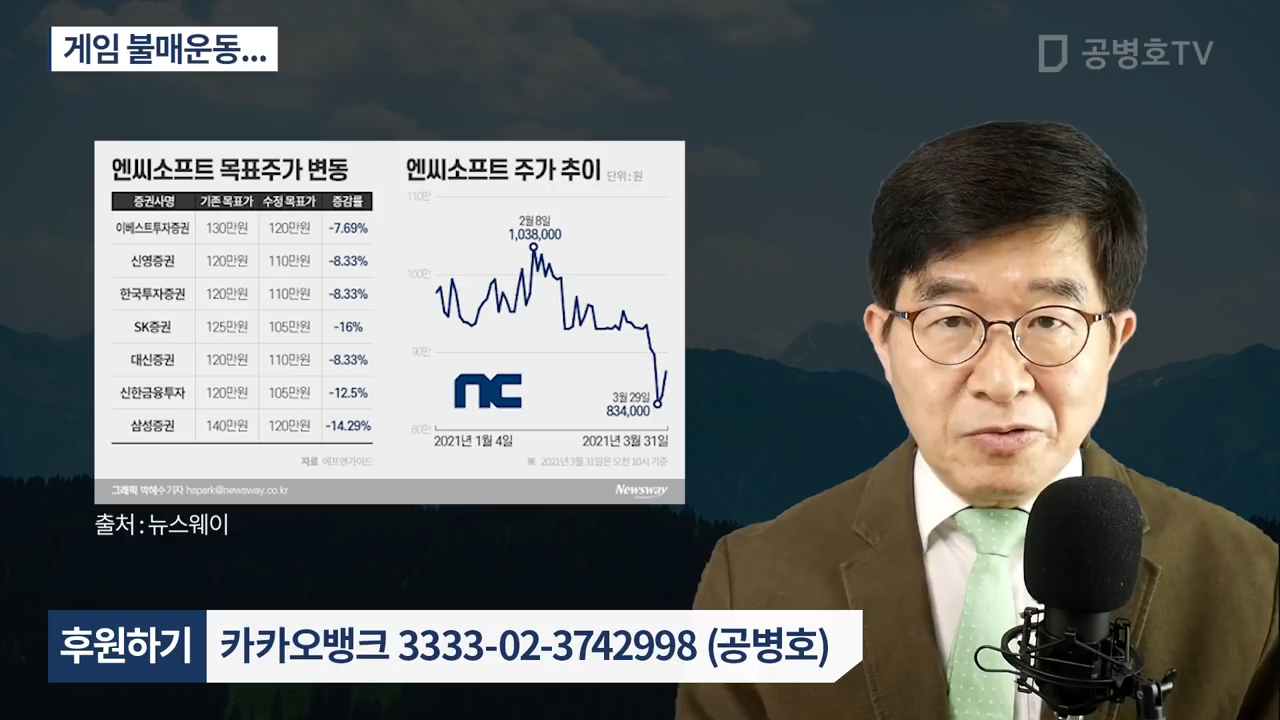 게임 불매운동...
공병호TV
엔씨소프트 목표주가 변동
증권사명 기존 목표가 수정 목표가 증감률
이베스트투자증권 130만원 120만원 -7.69%
신영증권 120만원 110만원 -8.33%
한국투자증권 120만원 110만원 -8.33%
SK증권 125만원 105만원 -16%
대신증권 120만원 110만원 -8.33%
신한금융투자 120만원 105만원 -12.5%
삼성증권 140만원 120만원 -14.29%
자료 에프앤가이드
엔씨소프트 주가 추이 단위:원
110만
100만
90만
80만
2월 8일
1,038,000
nc
3월 29일
834,000
2021년 1월 4일 2021년 3월 31일
※ 2021년 3월 31일은 오전 10시 기준
그래픽 박혜수기자 hspark@newsway.co.kr
Newsway
출처 : 뉴스웨이
후원하기 카카오뱅크 3333-02-3742998 (공병호)